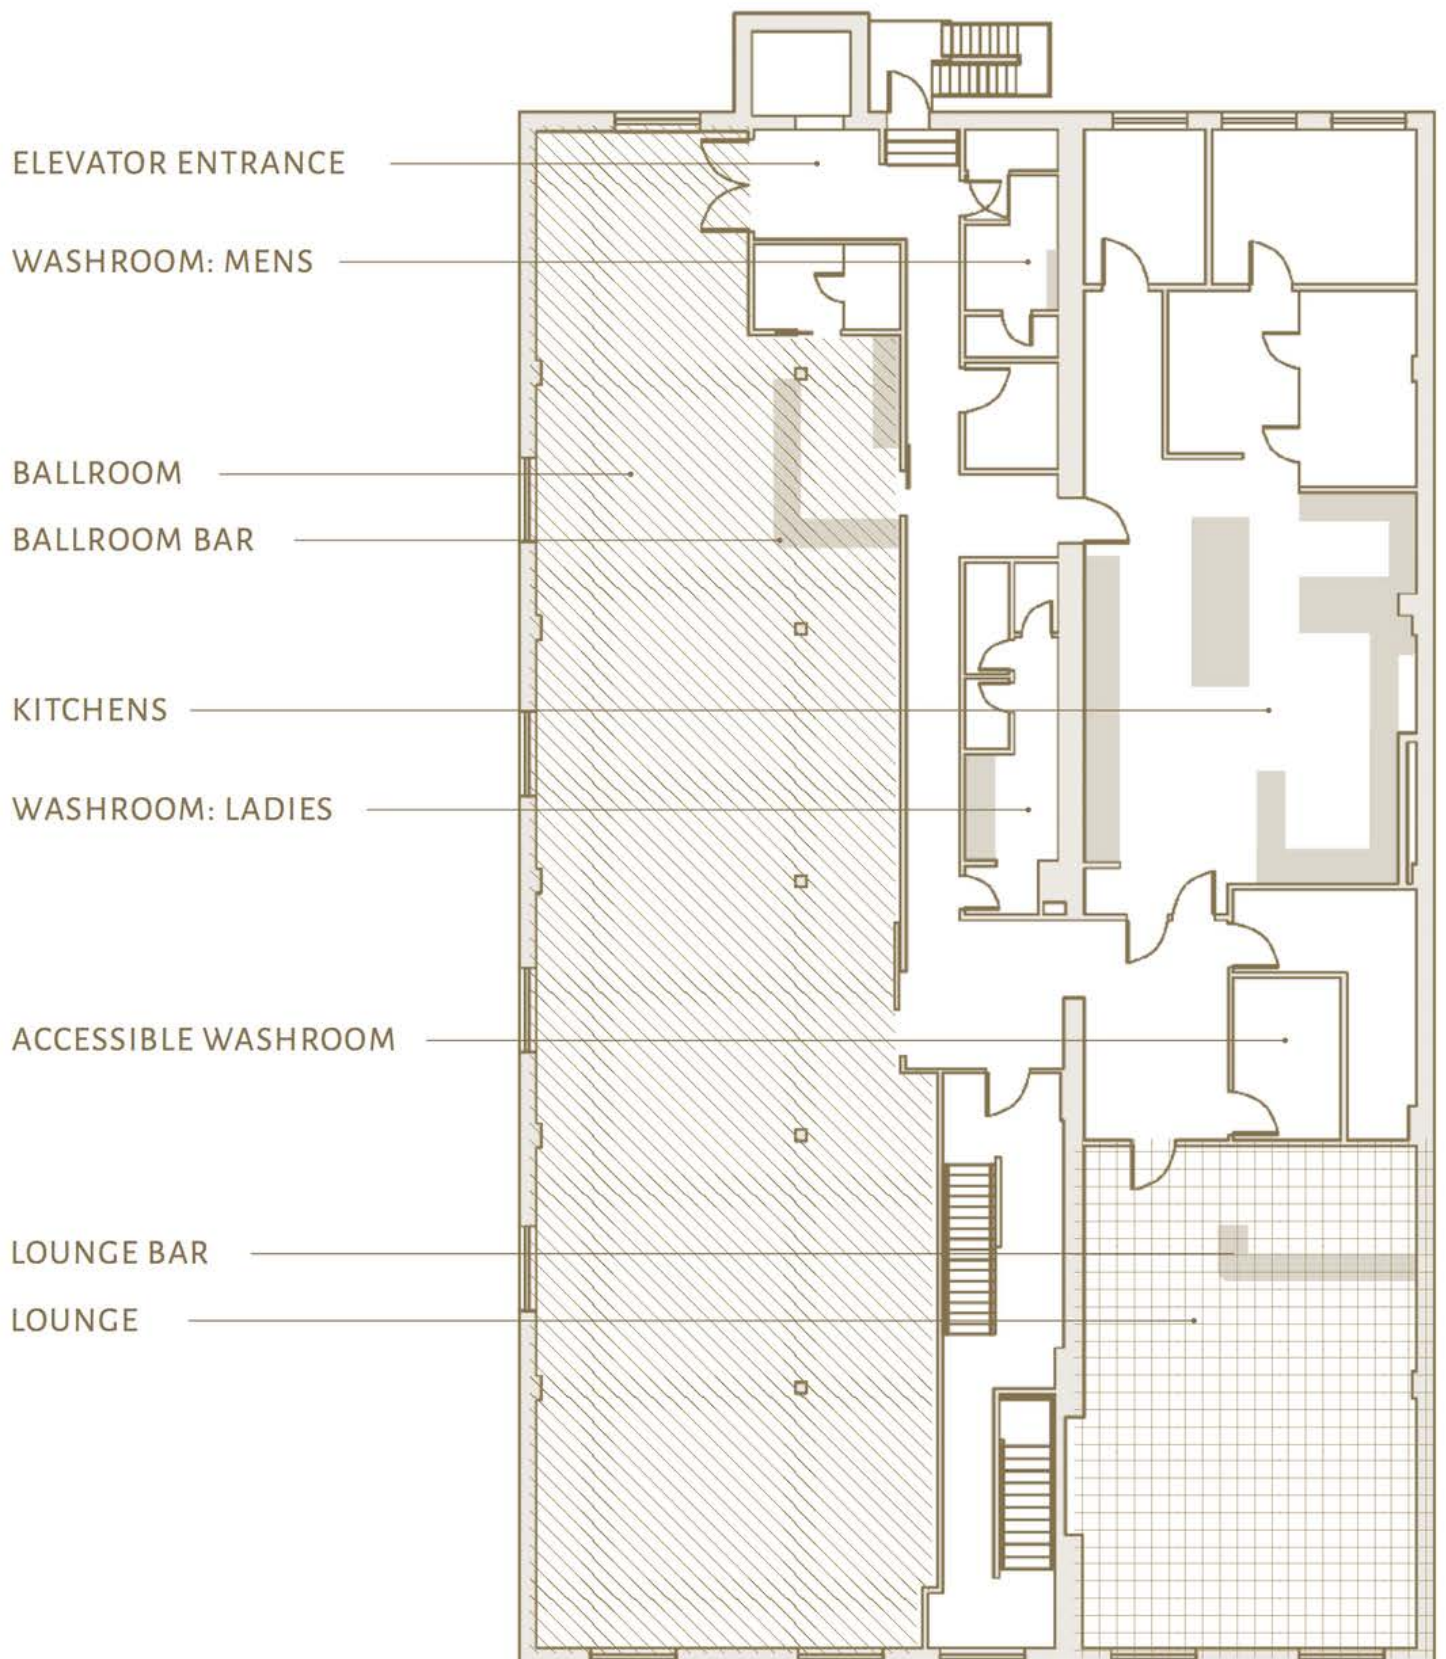 ELEVATOR ENTRANCE
WASHROOM: MENS
BALLROOM
BALLROOM BAR
KITCHENS
WASHROOM: LADIES
ACCESSIBLE WASHROOM
LOUNGE BAR
LOUNGE